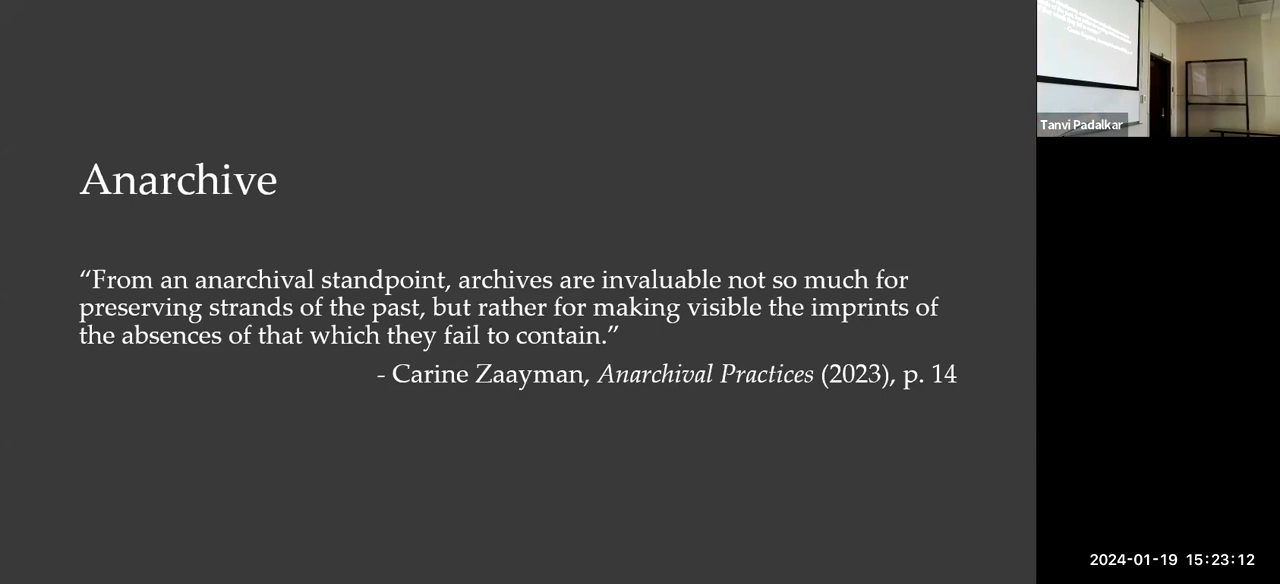 Anarchive
“From an anarchival standpoint, archives are invaluable not so much for
preserving strands of the past, but rather for making visible the imprints of
the absences of that which they fail to contain.”
- Carine Zaayman, Anarchival Practices (2023), p. 14
Tanvi Padalkar
2024-01-19 15:23:12